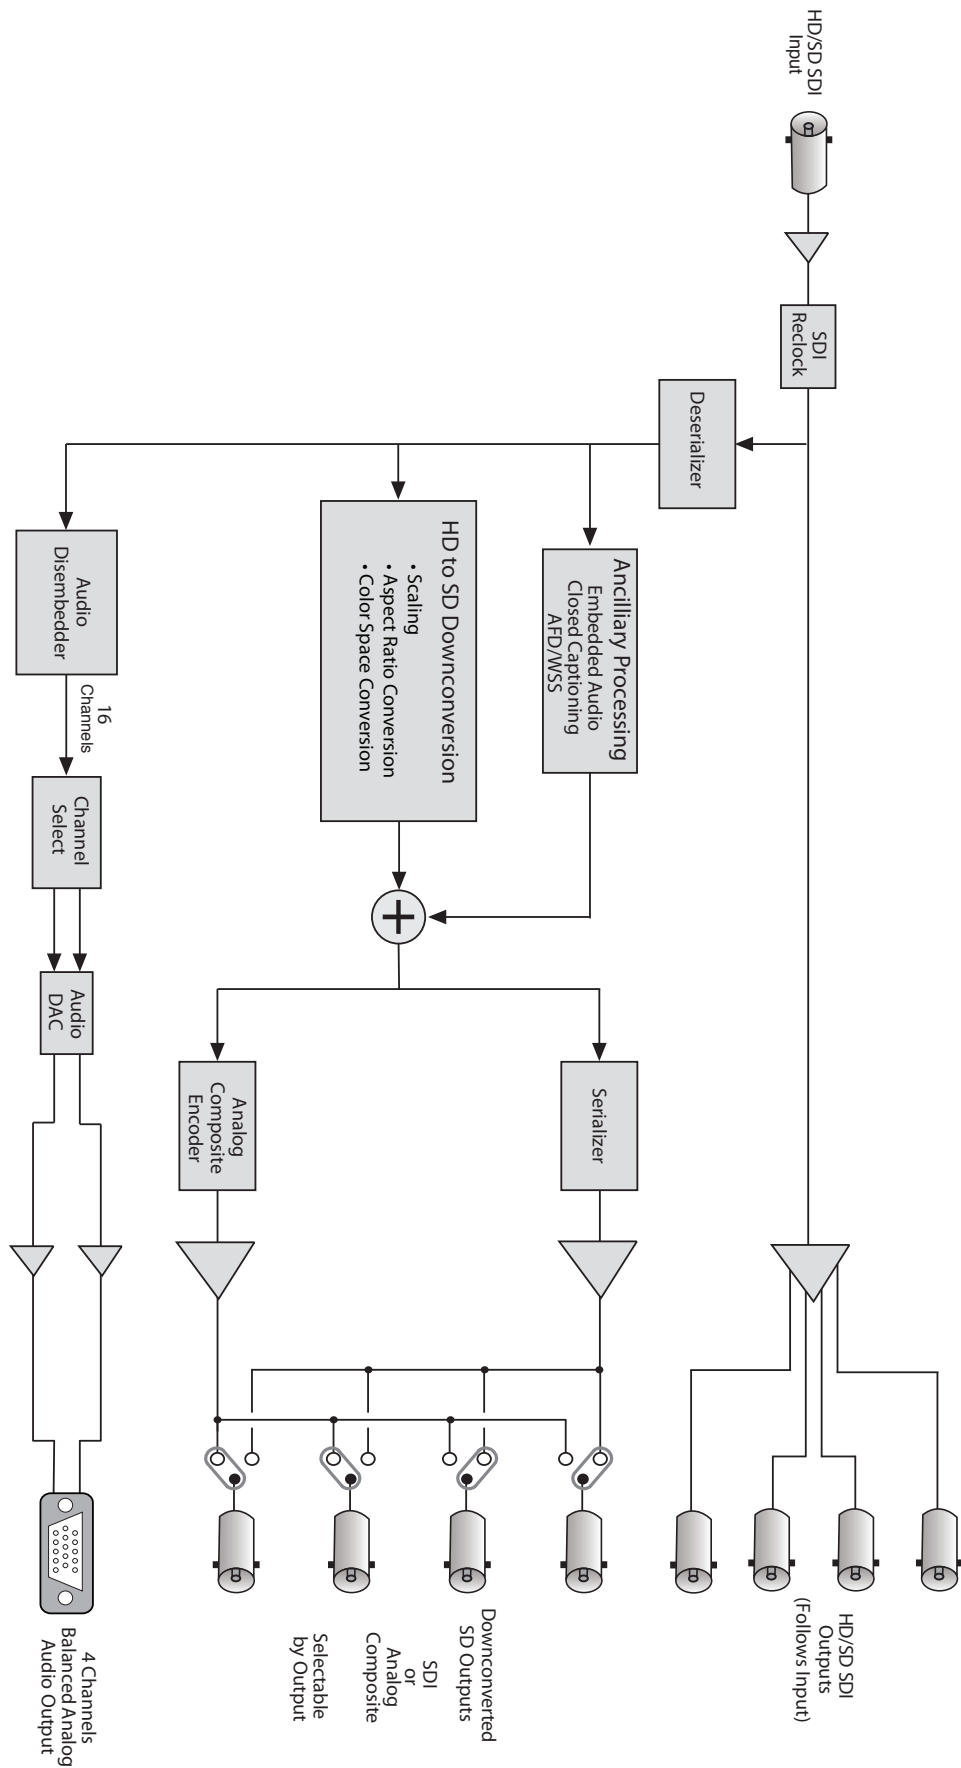 HD/SD SDI
Input
SDI
Reclock
Deserializer
Ancilliary Processing
Embedded Audio
Closed Captioning
AFD/WSS
HD to SD Downconversion
• Scaling
• Aspect Ratio Conversion
• Color Space Conversion
Audio
Disembedder
16
Channels
Channel
Select
Audio
DAC
Serializer
Analog
Composite
Encoder
HD/SD SDI
Outputs
(Follows Input)
Downconverted
SD Outputs
SDI
or
Analog
Composite
Selectable
by Output
4 Channels
Balanced Analog
Audio Output